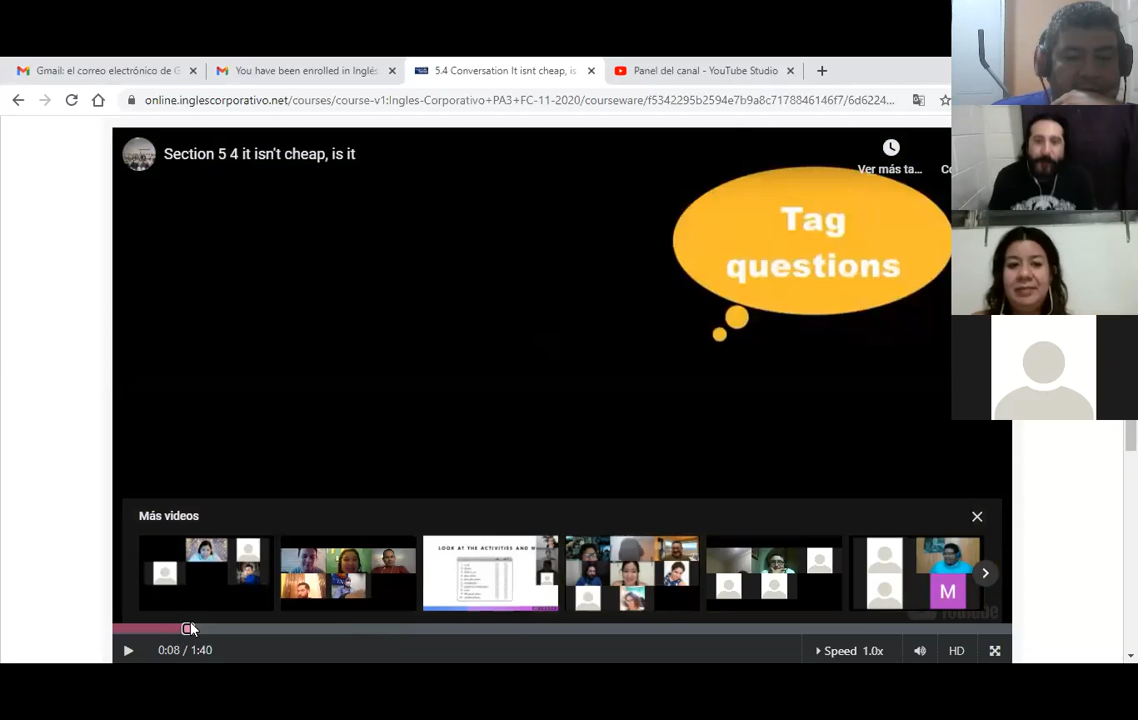 Gmail: el correo electrónico de G
You have been enrolled in Inglés
5.4 Conversation It isnt cheap, is
Panel del canal - YouTube Studio
online.inglescorporativo.net/courses/course-v1:Ingles-Corporativo+PA3+FC-11-2020/courseware/f5342295b2594e7b9a8c7178846146f7/6d6224...
Section 5 4 it isn't cheap, is it
Ver más ta...
Tag
questions
Más videos
LOOK AT THE ACTIVITIES AND
M
YouTube
0:08 / 1:40
Speed 1.0x
HD